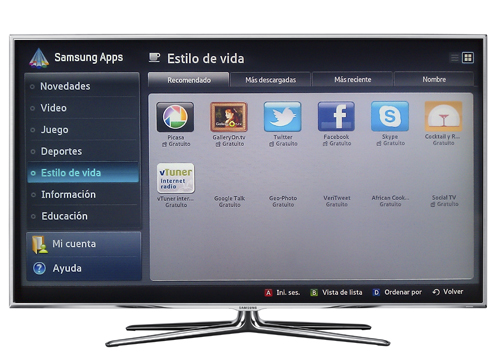 Samsung Apps
Estilo de vida
Recomendado
Más descargadas
Más reciente
Nombre
Novedades
Video
Juego
Deportes
Estilo de vida
Información
Educación
Mi cuenta
Ayuda
Picasa
Gratuito
GalleryOn.tv
Gratuito
Twitter
Gratuito
Facebook
Gratuito
Skype
Gratuito
Cocktail y R...
Gratuito
vTuner
internet
radio
vTuner inter...
Gratuito
Google Talk
Gratuito
Geo-Photo
Gratuito
VeriTweet
Gratuito
African Cook...
Gratuito
Social TV
Gratuito
A Ini. ses.
B Vista de lista
D Ordenar por
Volver
SAMSUNG